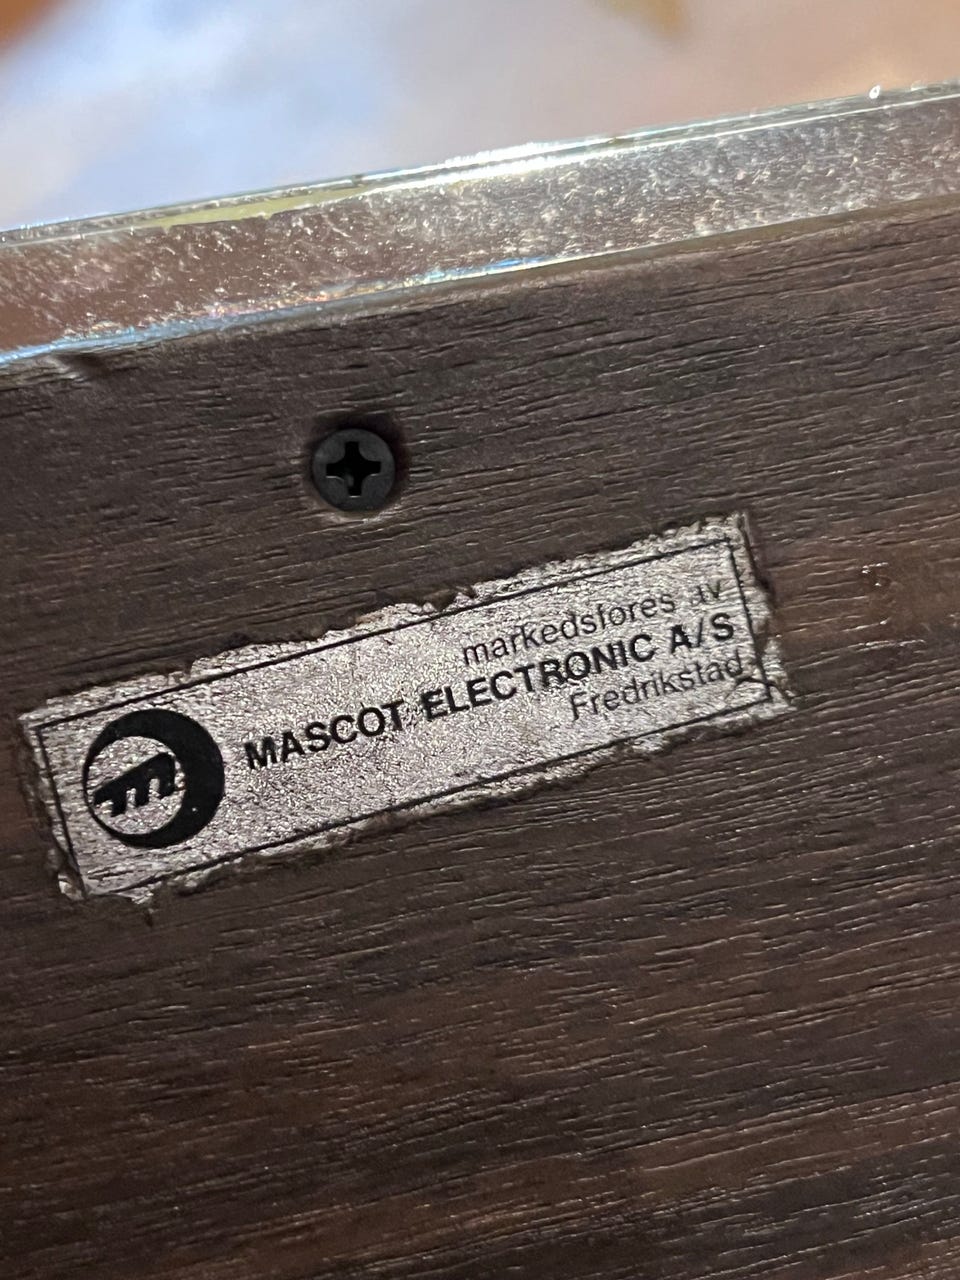 markedsføres av
MASCOT ELECTRONIC A/S
Fredrikstad
m